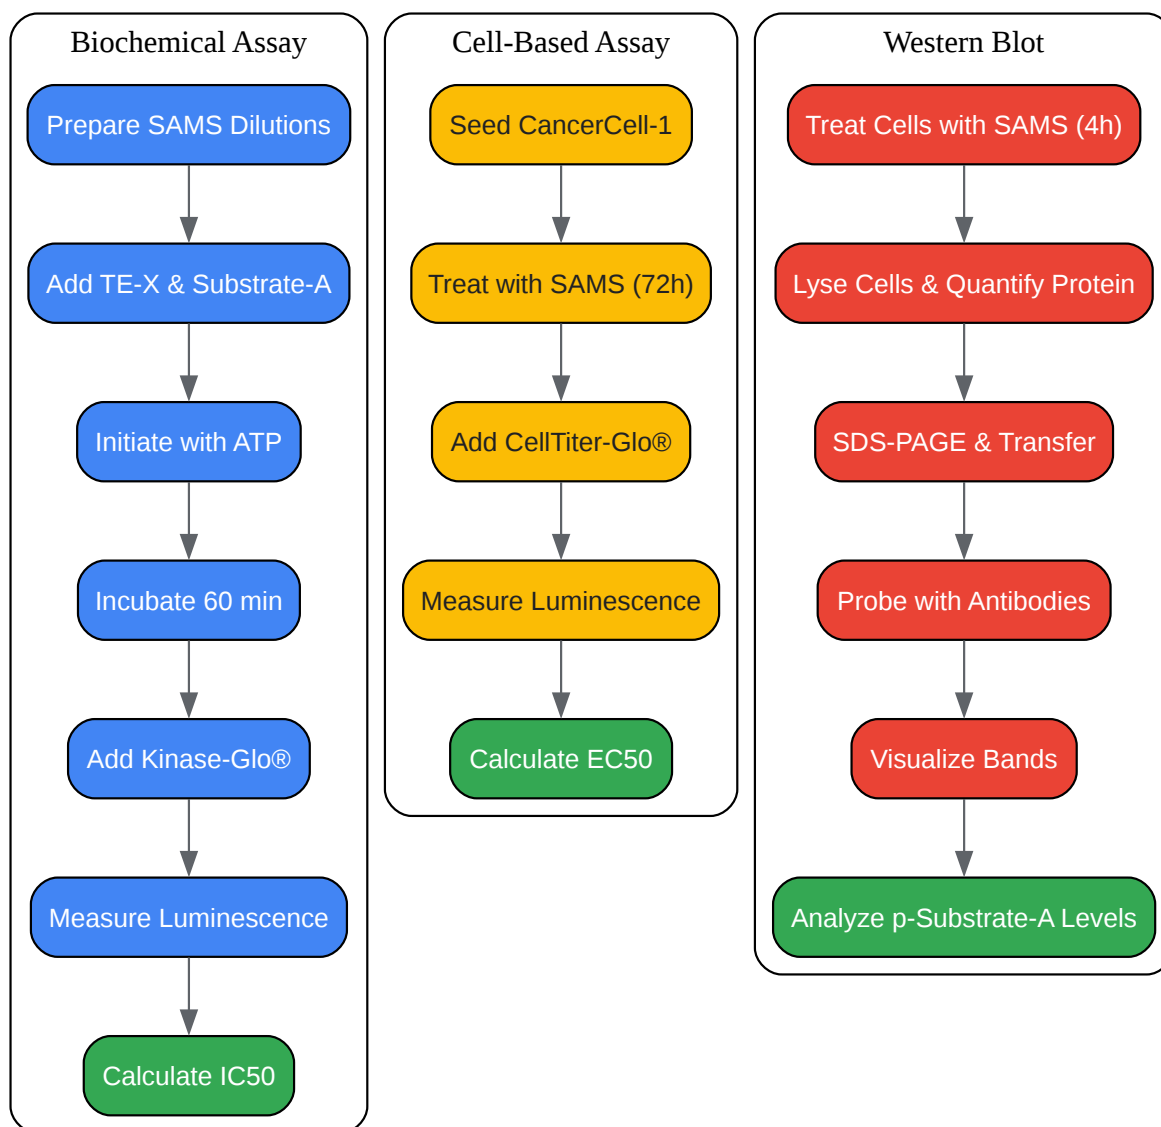 Biochemical Assay
Prepare SAMS Dilutions
Add TE-X & Substrate-A
Initiate with ATP
Incubate 60 min
Add Kinase-Glo®
Measure Luminescence
Calculate IC50
Cell-Based Assay
Seed CancerCell-1
Treat with SAMS (72h)
Add CellTiter-Glo®
Measure Luminescence
Calculate EC50
Western Blot
Treat Cells with SAMS (4h)
Lyse Cells & Quantify Protein
SDS-PAGE & Transfer
Probe with Antibodies
Visualize Bands
Analyze p-Substrate-A Levels